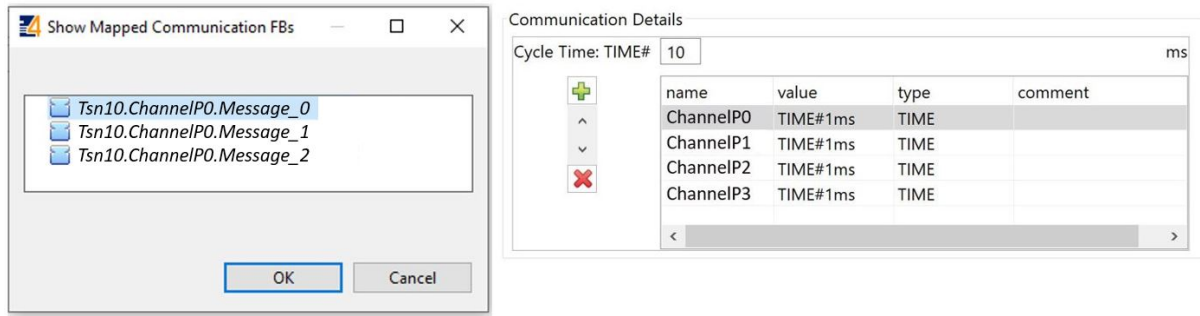 Show Mapped Communication FBs
Tsn10.ChannelP0.Message_0
Tsn10.ChannelP0.Message_1
Tsn10.ChannelP0.Message_2
OK Cancel
Communication Details
Cycle Time: TIME# 10 ms
name value type comment
ChannelP0 TIME#1ms TIME
ChannelP1 TIME#1ms TIME
ChannelP2 TIME#1ms TIME
ChannelP3 TIME#1ms TIME